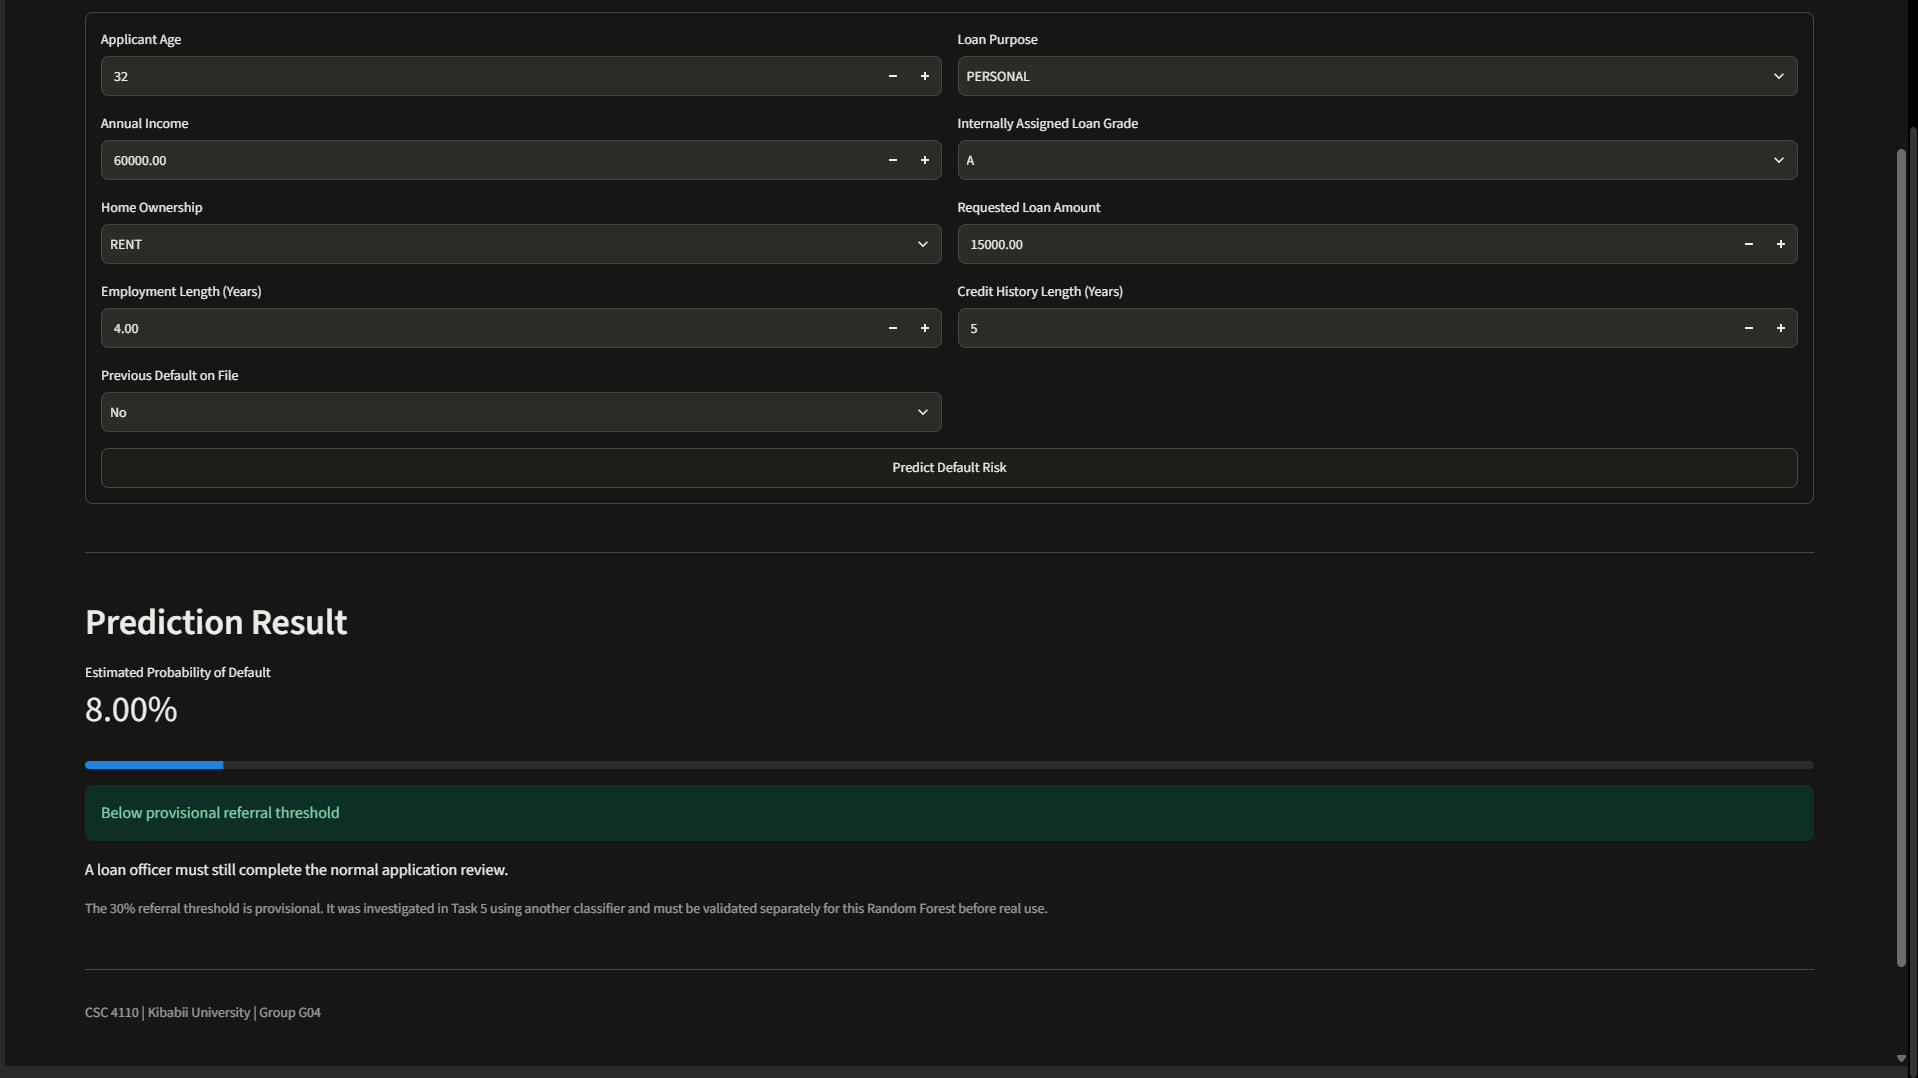 Applicant Age
32
Annual Income
60000.00
Home Ownership
RENT
Employment Length (Years)
4.00
Previous Default on File
No
Loan Purpose
PERSONAL
Internally Assigned Loan Grade
A
Requested Loan Amount
15000.00
Credit History Length (Years)
5
Predict Default Risk
Prediction Result
Estimated Probability of Default
8.00%
Below provisional referral threshold
A loan officer must still complete the normal application review.
The 30% referral threshold is provisional. It was investigated in Task 5 using another classifier and must be validated separately for this Random Forest before real use.
CSC 4110 | Kibabii University | Group G04